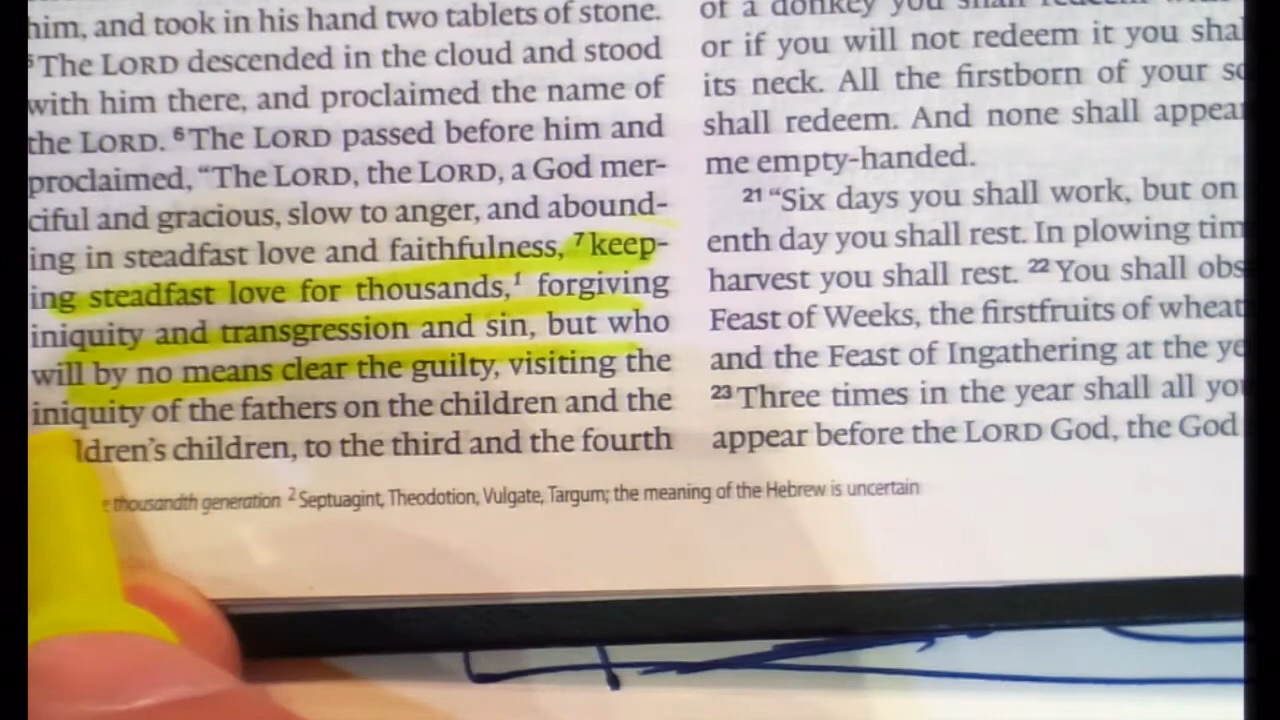 him, and took in his hand two tablets of stone.
⁵The LORD descended in the cloud and stood
with him there, and proclaimed the name of
the LORD. ⁶The LORD passed before him and
proclaimed, “The LORD, the LORD, a God mer-
ciful and gracious, slow to anger, and abound-
ing in steadfast love and faithfulness, ⁷keep-
ing steadfast love for thousands,¹ forgiving
iniquity and transgression and sin, but who
will by no means clear the guilty, visiting the
iniquity of the fathers on the children and the
ldren’s children, to the third and the fourth
of a donkey you shall redeem
or if you will not redeem it you shal
its neck. All the firstborn of your so
shall redeem. And none shall appear
me empty-handed.
²¹“Six days you shall work, but on
enth day you shall rest. In plowing tim
harvest you shall rest. ²²You shall obs
Feast of Weeks, the firstfruits of wheat
and the Feast of Ingathering at the ye
²³Three times in the year shall all you
appear before the LORD God, the God
thousandth generation ²Septuagint, Theodotion, Vulgate, Targum; the meaning of the Hebrew is uncertain